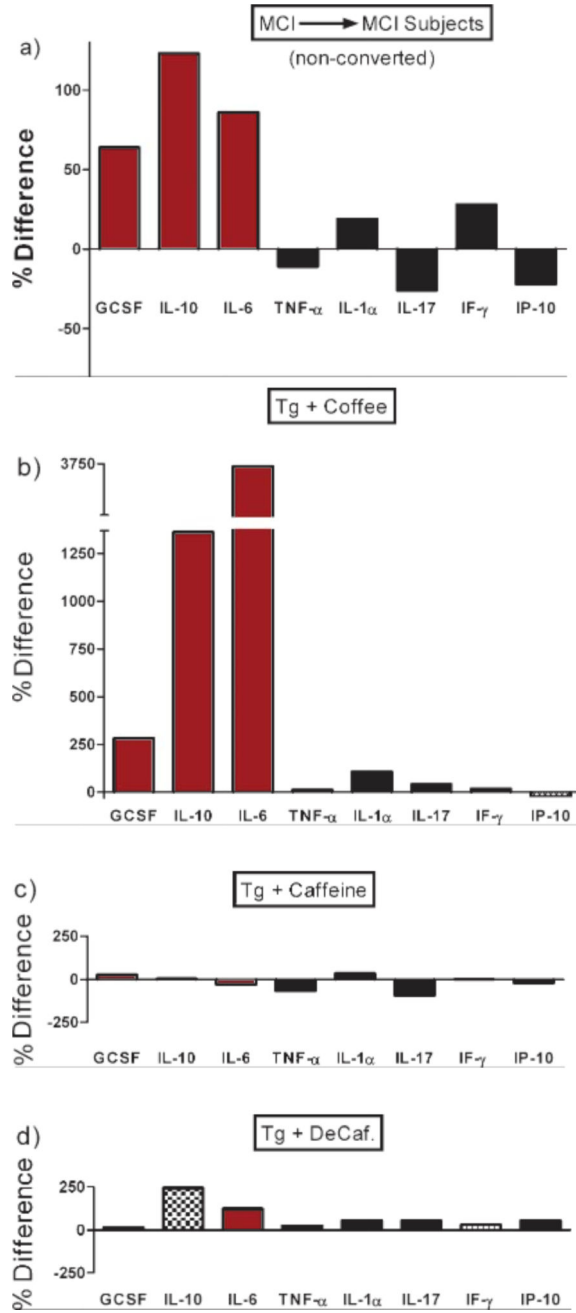 MCI → MCI Subjects
(non-converted)
a)
% Difference
100
50
0
-50
GCSF IL-10 IL-6 TNF-α IL-1α IL-17 IF-γ IP-10
Tg + Coffee
b)
% Difference
3750
1250
1000
750
500
250
0
GCSF IL-10 IL-6 TNF-α IL-1α IL-17 IF-γ IP-10
Tg + Caffeine
c)
% Difference
250
0
-250
GCSF IL-10 IL-6 TNF-α IL-1α IL-17 IF-γ IP-10
Tg + DeCaf.
d)
% Difference
250
0
-250
GCSF IL-10 IL-6 TNF-α IL-1α IL-17 IF-γ IP-10